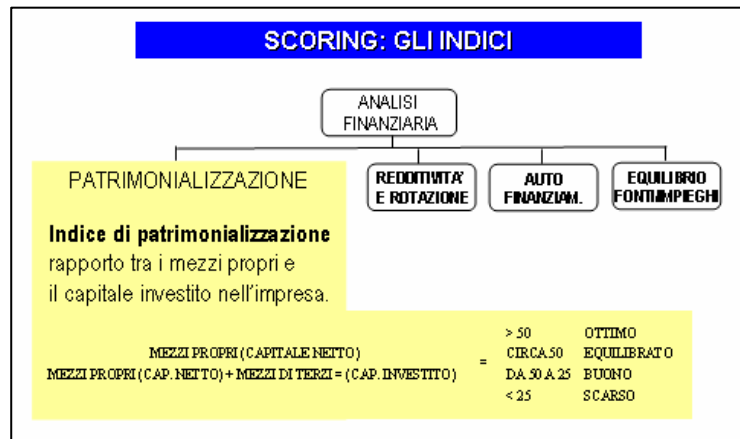 SCORING: GLI INDICI
ANALISI
FINANZIARIA
PATRIMONIALIZZAZIONE
REDDITIVITA'
E ROTAZIONE
AUTO
FINANZIAM.
EQUILIBRIO
FONTI/IMPIEGHI
Indice di patrimonializzazione
rapporto tra i mezzi propri e
il capitale investito nell'impresa.
MEZZI PROPRI (CAPITALE NETTO)
MEZZI PROPRI (CAP. NETTO) + MEZZI DI TERZI = (CAP. INVESTITO)
=
> 50 OTTIMO
CIRCA 50 EQUILIBRATO
DA 50 A 25 BUONO
< 25 SCARSO